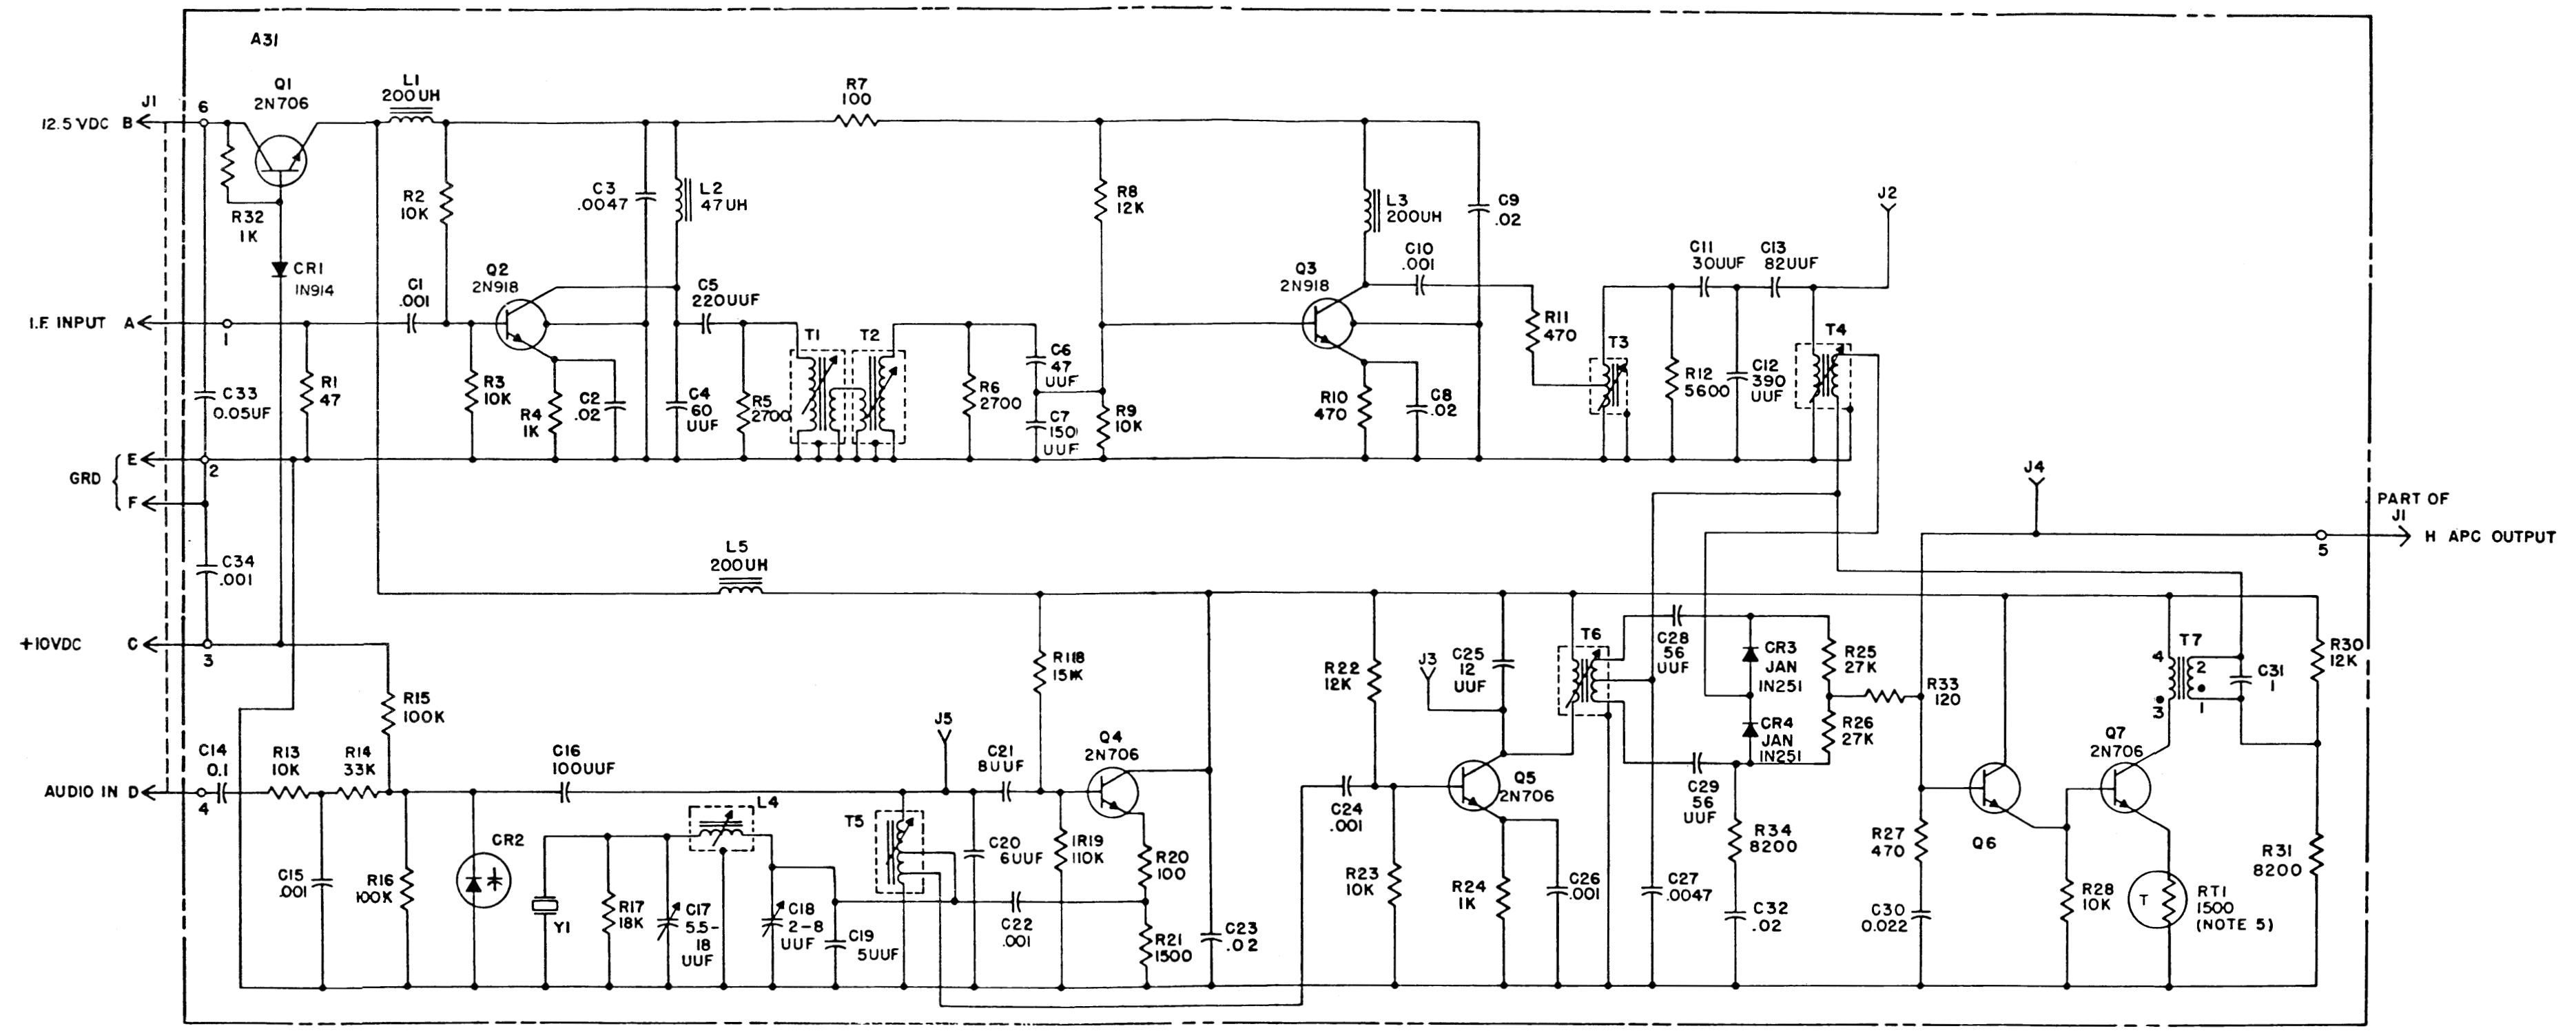 A31
J1
6
Q1
2N706
L1
200UH
R7
100
12.5VDC B
R32
1K
CR1
1N914
R2
10K
C3
.0047
L2
47UH
R8
12K
L3
200UH
C9
.02
J2
C10
.001
C11
30UUF
C13
82UUF
Q2
2N918
C1
.001
C5
220UUF
Q3
2N918
I.F. INPUT A
1
R11
470
T1
T2
T3
T4
C33
0.05UF
R1
47
R3
10K
R4
1K
C2
.02
C4
60
UUF
R5
2700
R6
2700
C6
47
UUF
C7
150
UUF
R9
10K
R10
470
C8
.02
R12
5600
C12
390
UUF
GRD
E
2
F
J4
PART OF
J1
H APC OUTPUT
5
C34
.001
L5
200UH
+10VDC C
3
R118
15K
R22
12K
J3
C25
12
UUF
T6
C28
56
UUF
CR3
JAN
IN251
R25
27K
R33
120
T7
4
2
3
1
C31
1
R30
12K
R15
100K
CR4
JAN
IN251
R26
27K
C14
0.1
R13
10K
R14
33K
C16
100UUF
J5
C21
8UUF
Q4
2N706
Q5
2N706
C29
56
UUF
Q7
2N706
AUDIO IN D
4
C24
.001
L4
T5
C20
6UUF
IR19
110K
R20
100
R34
8200
R27
470
Q6
CR2
C15
.001
R16
100K
Y1
R17
18K
C17
5.5-
18
UUF
C18
2-8
UUF
C19
5UUF
C22
.001
R21
1500
C23
.02
R23
10K
R24
1K
C26
.001
C27
.0047
C32
.02
C30
0.022
R28
10K
T
RT1
1500
(NOTE 5)
R31
8200